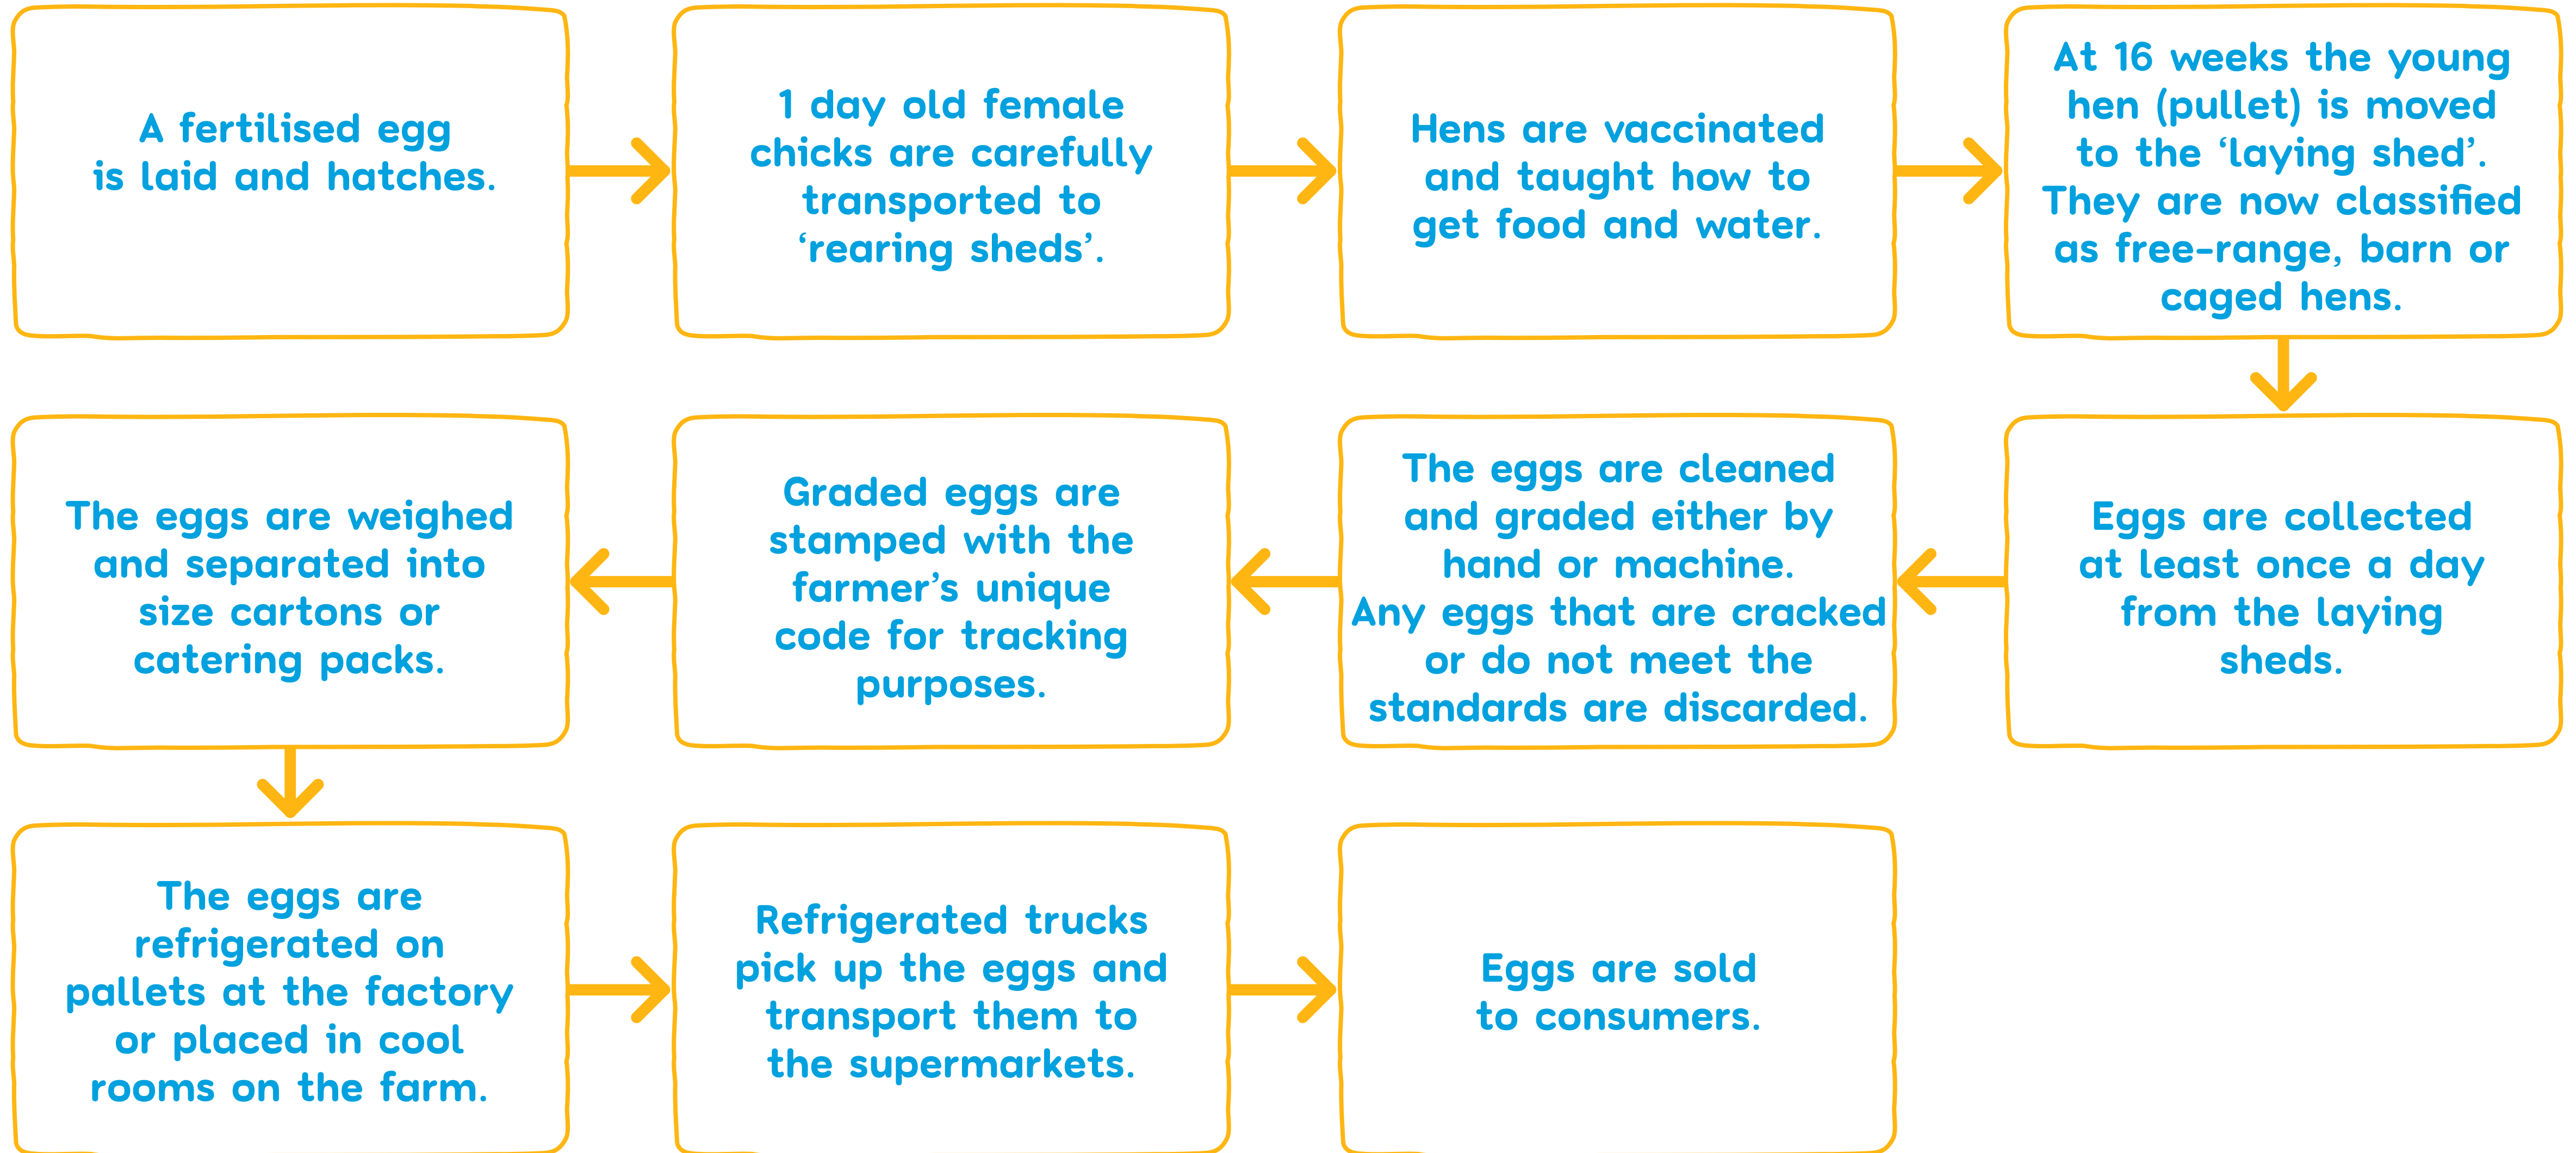 A fertilised egg
is laid and hatches.
1 day old female
chicks are carefully
transported to
‘rearing sheds’.
Hens are vaccinated
and taught how to
get food and water.
At 16 weeks the young
hen (pullet) is moved
to the ‘laying shed’.
They are now classified
as free-range, barn or
caged hens.
Eggs are collected
at least once a day
from the laying
sheds.
The eggs are cleaned
and graded either by
hand or machine.
Any eggs that are cracked
or do not meet the
standards are discarded.
Graded eggs are
stamped with the
farmer’s unique
code for tracking
purposes.
The eggs are weighed
and separated into
size cartons or
catering packs.
The eggs are
refrigerated on
pallets at the factory
or placed in cool
rooms on the farm.
Refrigerated trucks
pick up the eggs and
transport them to
the supermarkets.
Eggs are sold
to consumers.